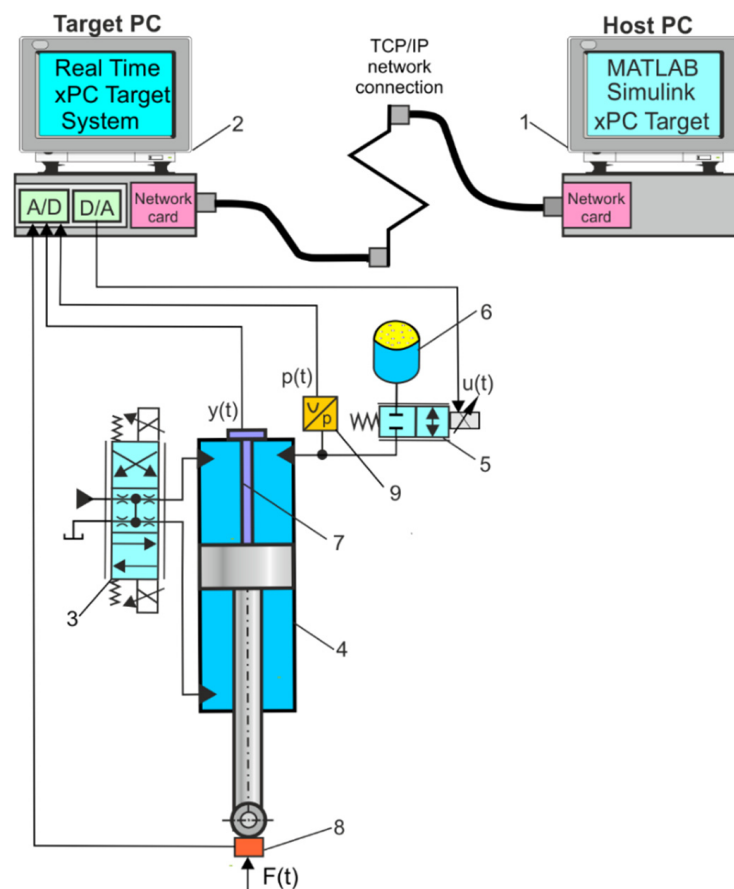 Target PC
Host PC
TCP/IP
network
connection
Real Time
xPC Target
System
MATLAB
Simulink
xPC Target
2
1
A/D
D/A
Network
card
Network
card
6
p(t)
u(t)
y(t)
U
p
5
9
7
3
4
8
F(t)